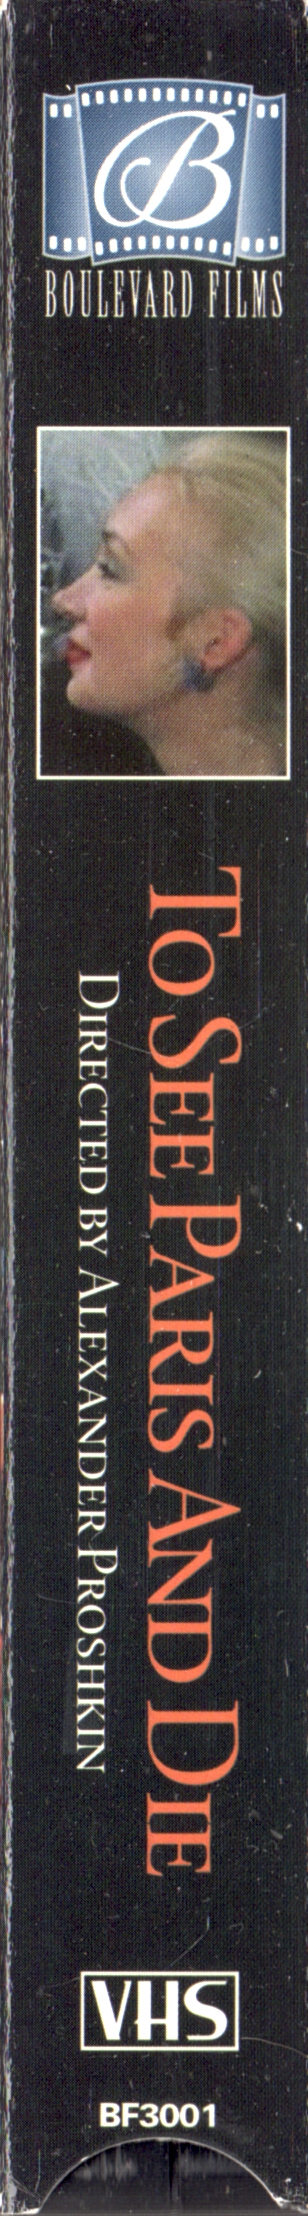 B
BOULEVARD FILMS
TO SEE PARIS AND DIE
DIRECTED BY ALEXANDER PROSHKIN
VHS
BF3001